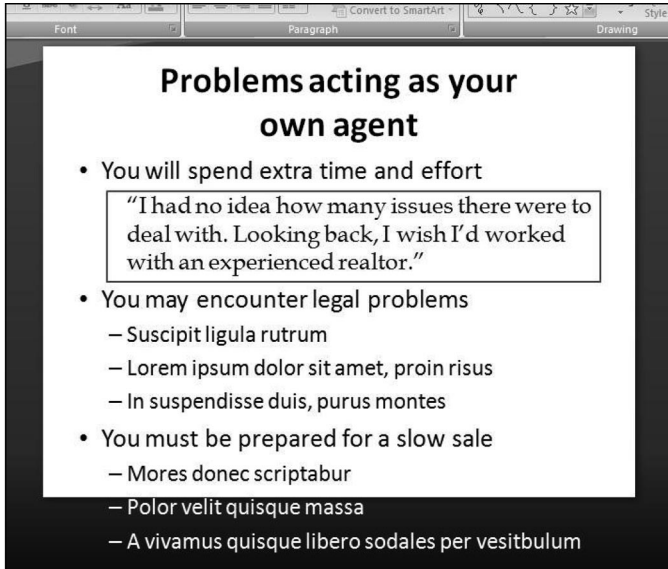 Convert to SmartArt
Style
Font
Paragraph
Drawing
Problems acting as your
own agent
• You will spend extra time and effort
“I had no idea how many issues there were to
deal with. Looking back, I wish I’d worked
with an experienced realtor.”
• You may encounter legal problems
– Suscipit ligula rutrum
– Lorem ipsum dolor sit amet, proin risus
– In suspendisse duis, purus montes
• You must be prepared for a slow sale
– Mores donec scriptabur
– Polor velit quisque massa
– A vivamus quisque libero sodales per vesitbulum